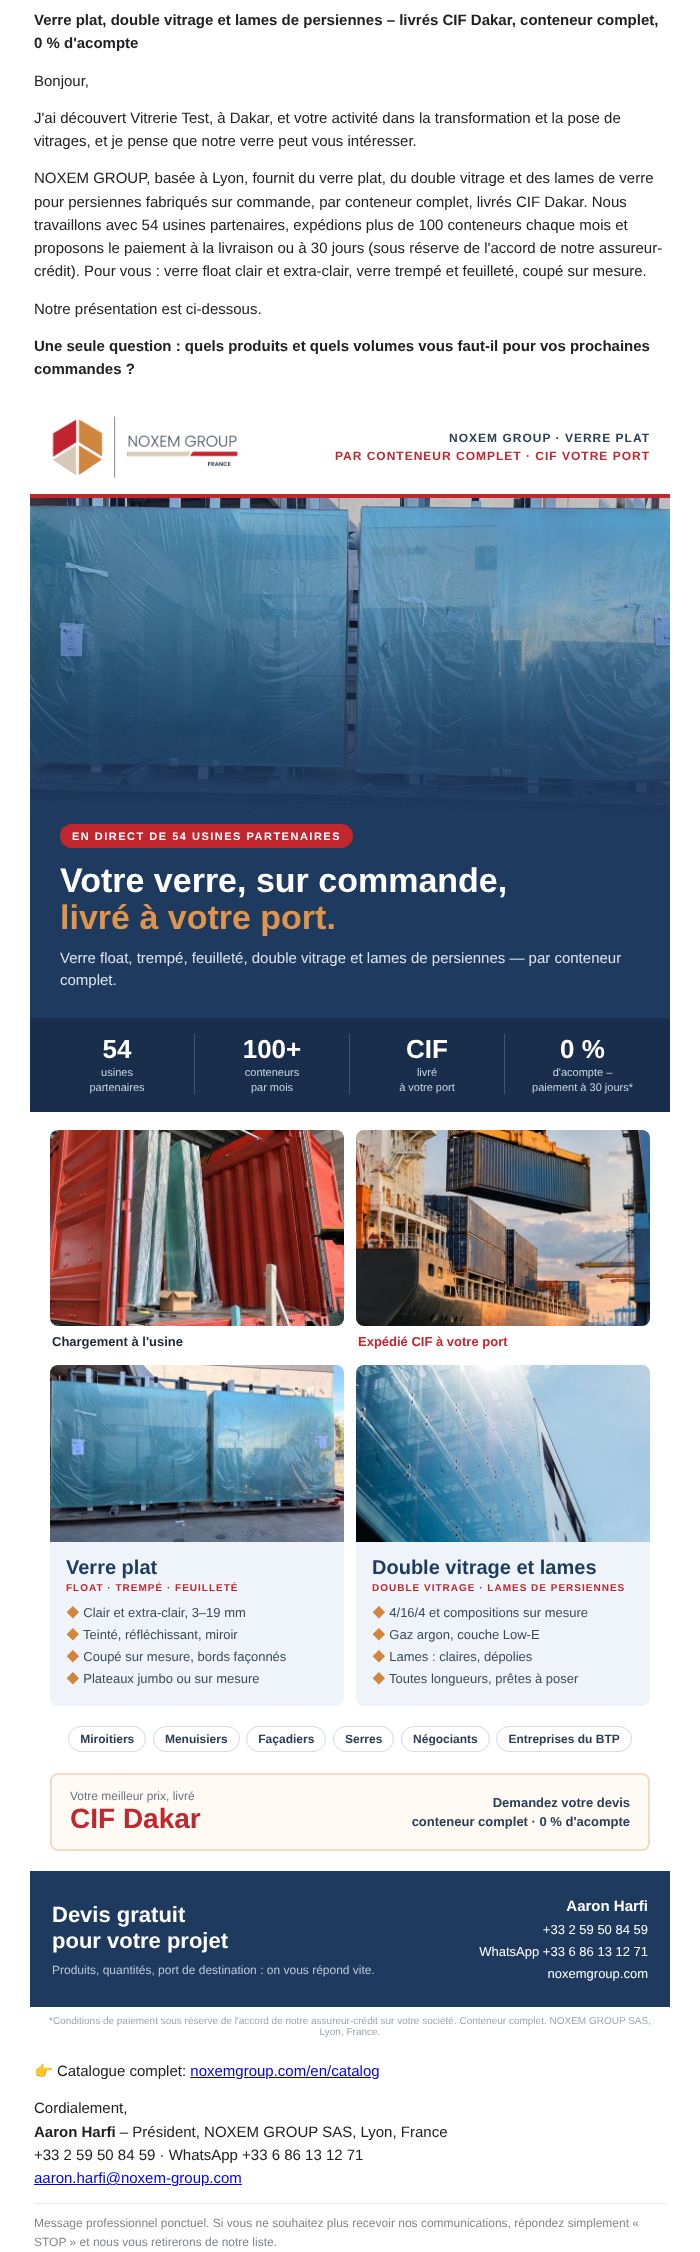 Verre plat, double vitrage et lames de persiennes – livrés CIF Dakar, conteneur complet,
0 % d'acompte
Bonjour,
J'ai découvert Vitrerie Test, à Dakar, et votre activité dans la transformation et la pose de
vitrages, et je pense que notre verre peut vous intéresser.
NOXEM GROUP, basée à Lyon, fournit du verre plat, du double vitrage et des lames de verre
pour persiennes fabriqués sur commande, par conteneur complet, livrés CIF Dakar. Nous
travaillons avec 54 usines partenaires, expédions plus de 100 conteneurs chaque mois et
proposons le paiement à la livraison ou à 30 jours (sous réserve de l'accord de notre assureur-
crédit). Pour vous : verre float clair et extra-clair, verre trempé et feuilleté, coupé sur mesure.
Notre présentation est ci-dessous.
Une seule question : quels produits et quels volumes vous faut-il pour vos prochaines
commandes ?
NOXEM GROUP
FRANCE
NOXEM GROUP · VERRE PLAT
PAR CONTENEUR COMPLET · CIF VOTRE PORT
EN DIRECT DE 54 USINES PARTENAIRES
Votre verre, sur commande,
livré à votre port.
Verre float, trempé, feuilleté, double vitrage et lames de persiennes — par conteneur
complet.
54
usines
partenaires
100+
conteneurs
par mois
CIF
livré
à votre port
0 %
d'acompte –
paiement à 30 jours*
Chargement à l'usine
Expédié CIF à votre port
Verre plat
FLOAT · TREMPÉ · FEUILLETÉ
◆ Clair et extra-clair, 3–19 mm
◆ Teinté, réfléchissant, miroir
◆ Coupé sur mesure, bords façonnés
◆ Plateaux jumbo ou sur mesure
Double vitrage et lames
DOUBLE VITRAGE · LAMES DE PERSIENNES
◆ 4/16/4 et compositions sur mesure
◆ Gaz argon, couche Low-E
◆ Lames : claires, dépolies
◆ Toutes longueurs, prêtes à poser
Miroitiers
Menuisiers
Façadiers
Serres
Négociants
Entreprises du BTP
Votre meilleur prix, livré
CIF Dakar
Demandez votre devis
conteneur complet · 0 % d'acompte
Devis gratuit
pour votre projet
Produits, quantités, port de destination : on vous répond vite.
Aaron Harfi
+33 2 59 50 84 59
WhatsApp +33 6 86 13 12 71
noxemgroup.com
*Conditions de paiement sous réserve de l'accord de notre assureur-crédit sur votre société. Conteneur complet. NOXEM GROUP SAS,
Lyon, France.
👉 Catalogue complet: noxemgroup.com/en/catalog
Cordialement,
Aaron Harfi – Président, NOXEM GROUP SAS, Lyon, France
+33 2 59 50 84 59 · WhatsApp +33 6 86 13 12 71
aaron.harfi@noxem-group.com
Message professionnel ponctuel. Si vous ne souhaitez plus recevoir nos communications, répondez simplement «
STOP » et nous vous retirerons de notre liste.